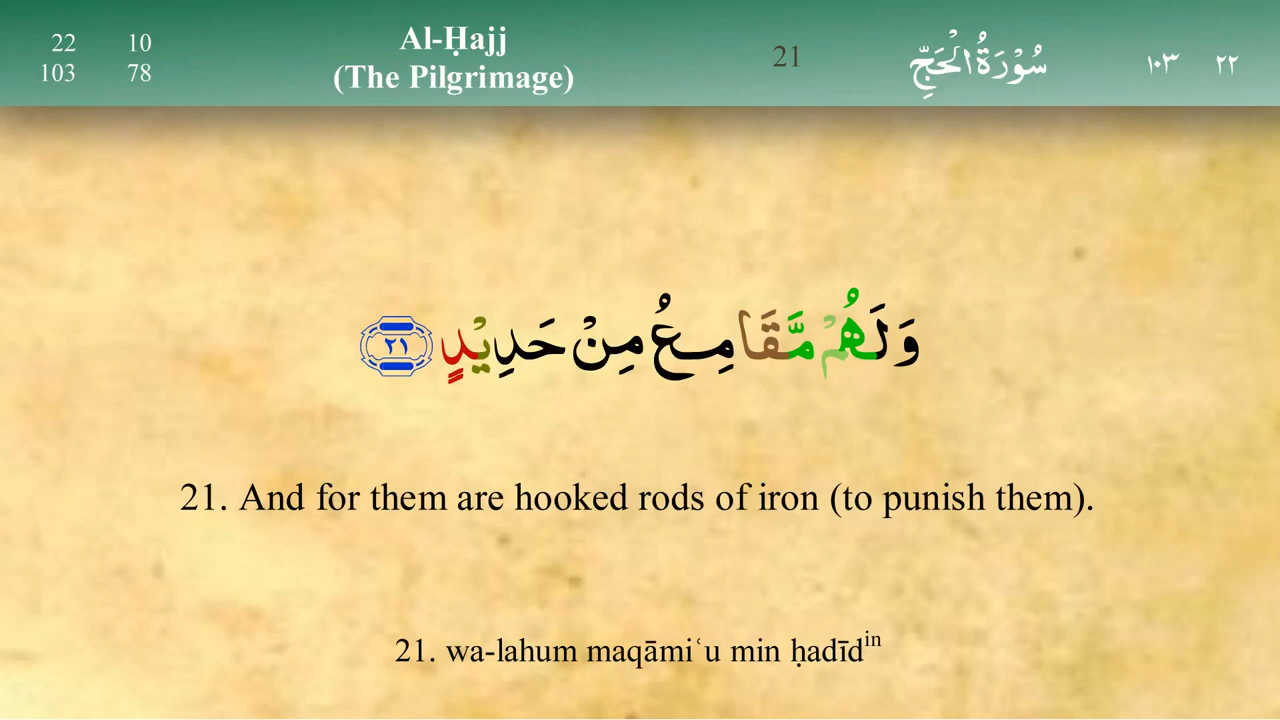 22 10
103 78
Al-Ḥajj
(The Pilgrimage)
21
سُوْرَةُ الْحَجِّ
١٠٣ ٢٢
وَلَهُمْ مَّقَامِعُ مِنْ حَدِيْدٍ ٢١
21. And for them are hooked rods of iron (to punish them).
21. wa-lahum maqāmiʿu min ḥadīdⁱⁿ